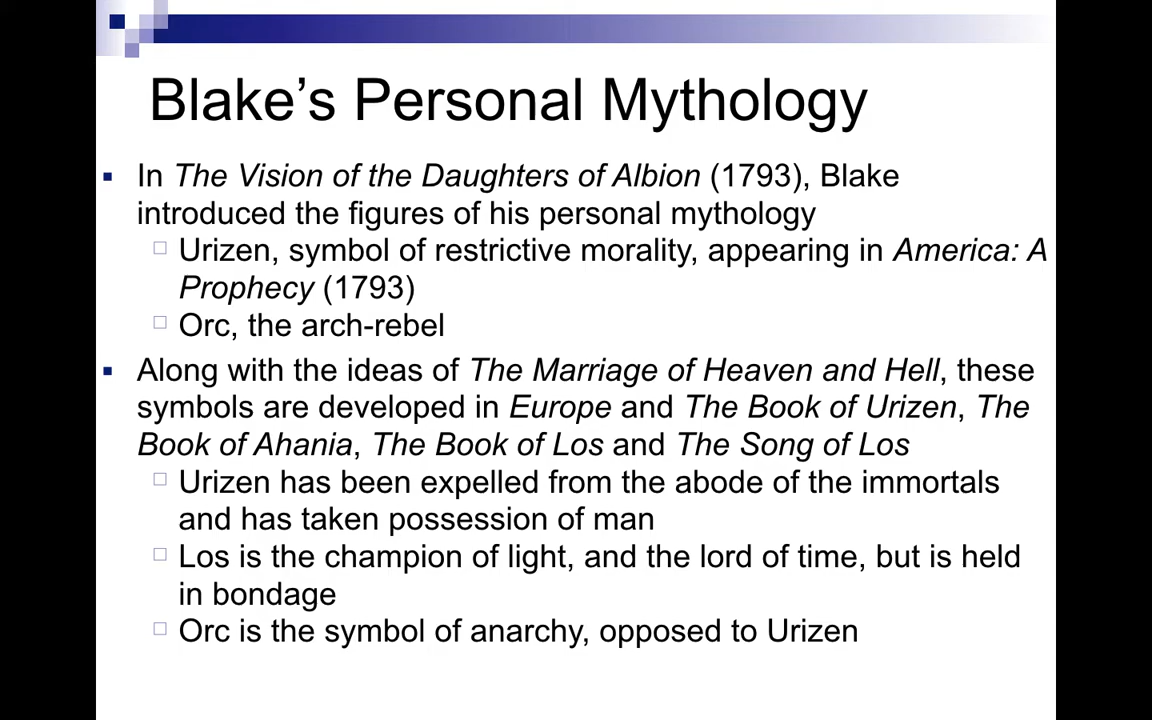 Blake’s Personal Mythology
In The Vision of the Daughters of Albion (1793), Blake
introduced the figures of his personal mythology
Urizen, symbol of restrictive morality, appearing in America: A
Prophecy (1793)
Orc, the arch-rebel
Along with the ideas of The Marriage of Heaven and Hell, these
symbols are developed in Europe and The Book of Urizen, The
Book of Ahania, The Book of Los and The Song of Los
Urizen has been expelled from the abode of the immortals
and has taken possession of man
Los is the champion of light, and the lord of time, but is held
in bondage
Orc is the symbol of anarchy, opposed to Urizen